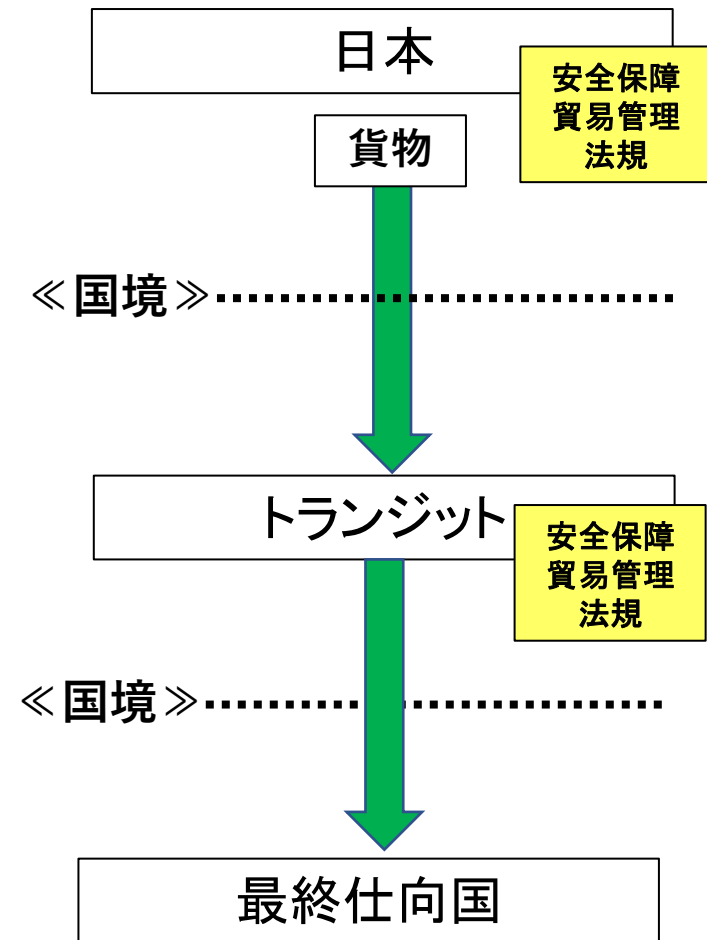 日本
安全保障
貿易管理
法規
貨物
≪国境≫
トランジット
安全保障
貿易管理
法規
≪国境≫
最終仕向国